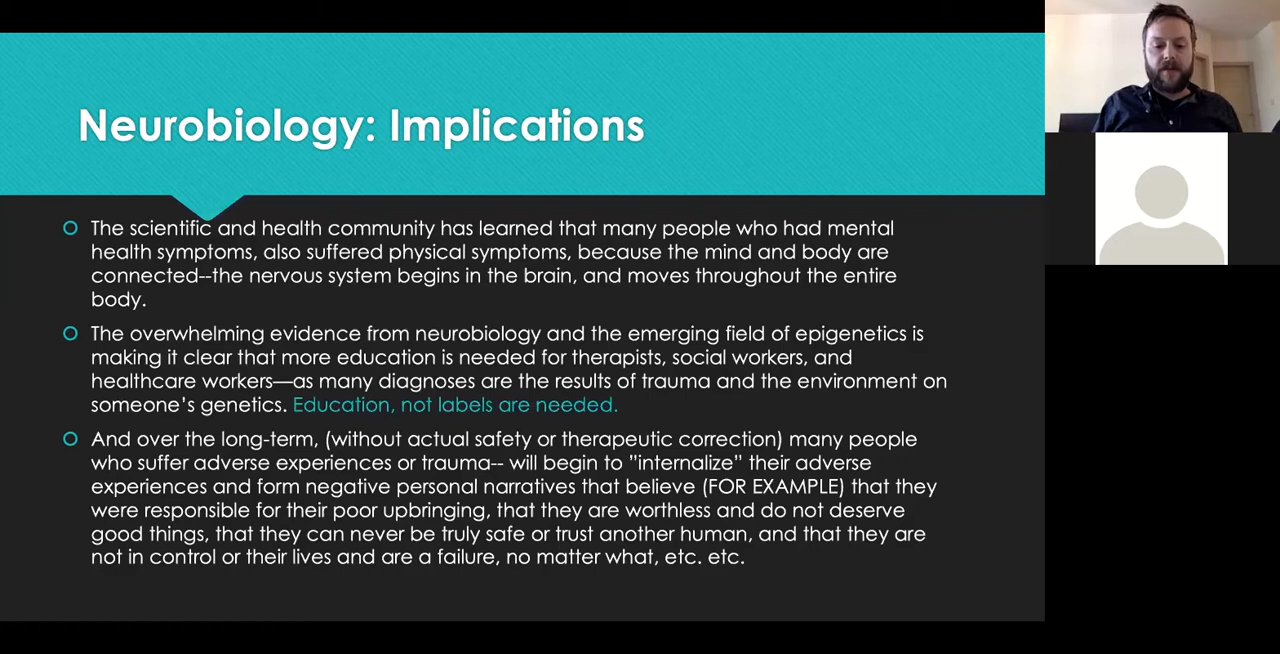 Neurobiology: Implications
The scientific and health community has learned that many people who had mental
health symptoms, also suffered physical symptoms, because the mind and body are
connected--the nervous system begins in the brain, and moves throughout the entire
body.
The overwhelming evidence from neurobiology and the emerging field of epigenetics is
making it clear that more education is needed for therapists, social workers, and
healthcare workers—as many diagnoses are the results of trauma and the environment on
someone's genetics. Education, not labels are needed.
And over the long-term, (without actual safety or therapeutic correction) many people
who suffer adverse experiences or trauma-- will begin to "internalize" their adverse
experiences and form negative personal narratives that believe (FOR EXAMPLE) that they
were responsible for their poor upbringing, that they are worthless and do not deserve
good things, that they can never be truly safe or trust another human, and that they are
not in control or their lives and are a failure, no matter what, etc. etc.